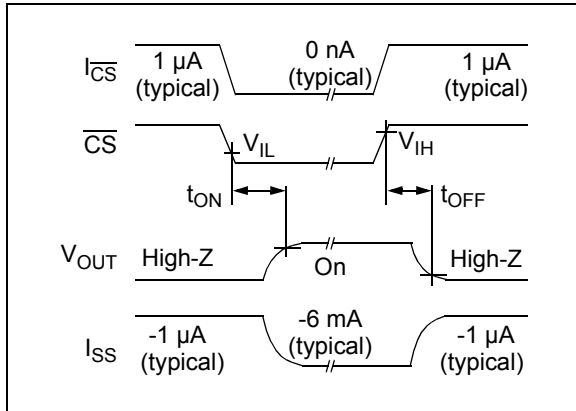 I_CS 1 µA (typical) 0 nA (typical) 1 µA (typical)
CS V_IL V_IH
t_ON t_OFF
V_OUT High-Z On High-Z
I_SS -1 µA (typical) -6 mA (typical) -1 µA (typical)